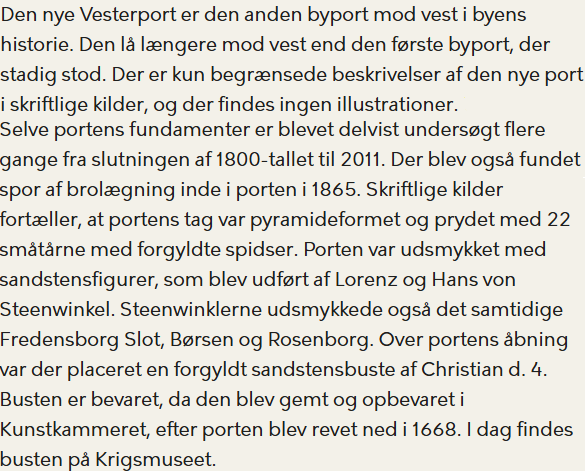 Den nye Vesterport er den anden byport mod vest i byens
historie. Den lå længere mod vest end den første byport, der
stadig stod. Der er kun begrænsede beskrivelser af den nye port
i skriftlige kilder, og der findes ingen illustrationer.
Selve portens fundamenter er blevet delvist undersøgt flere
gange fra slutningen af 1800-tallet til 2011. Der blev også fundet
spor af brolægning inde i porten i 1865. Skriftlige kilder
fortæller, at portens tag var pyramideformet og prydet med 22
småtårne med forgyldte spidser. Porten var udsmykket med
sandstensfigurer, som blev udført af Lorenz og Hans von
Steenwinkel. Steenwinklerne udsmykkede også det samtidige
Fredensborg Slot, Børsen og Rosenborg. Over portens åbning
var der placeret en forgyldt sandstensbuste af Christian d. 4.
Busten er bevaret, da den blev gemt og opbevaret i
Kunstkammeret, efter porten blev revet ned i 1668. I dag findes
busten på Krigsmuseet.